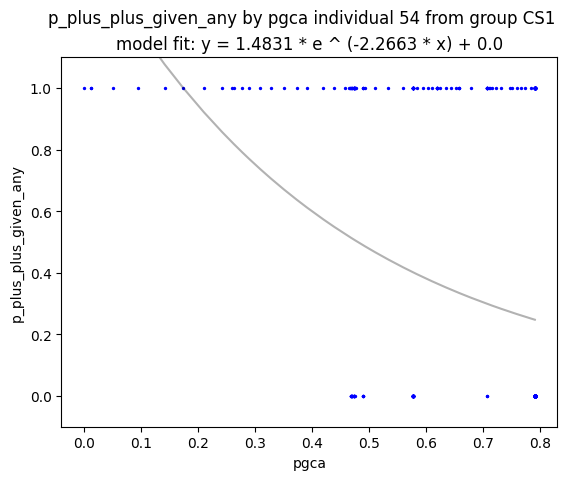 p_plus_plus_given_any by pgca individual 54 from group CS1
model fit: y = 1.4831 * e ^ (-2.2663 * x) + 0.0
1.0
0.8
0.6
0.4
0.2
0.0
p_plus_plus_given_any
0.0 0.1 0.2 0.3 0.4 0.5 0.6 0.7 0.8
pgca